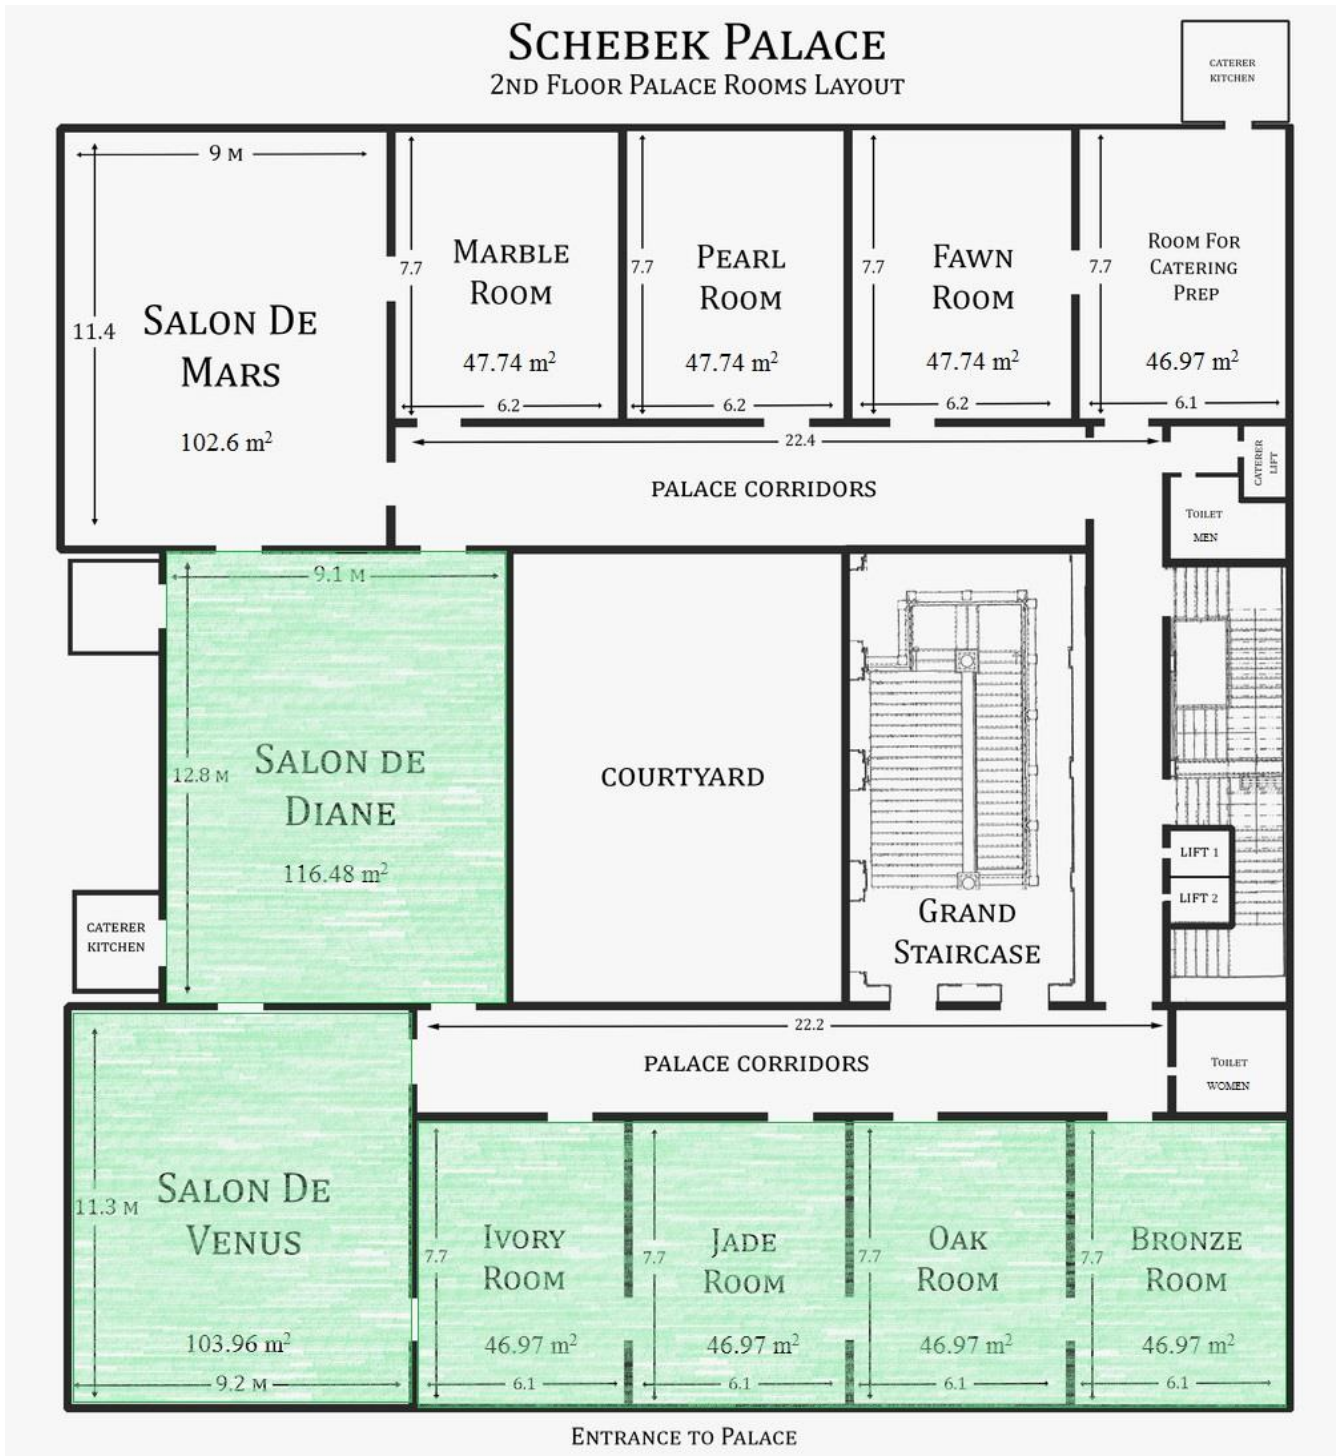 SCHEBEK PALACE
2ND FLOOR PALACE ROOMS LAYOUT
CATERER
KITCHEN
9 M
11.4
SALON DE
MARS
102.6 m²
7.7
MARBLE
ROOM
47.74 m²
6.2
7.7
PEARL
ROOM
47.74 m²
6.2
7.7
FAWN
ROOM
47.74 m²
6.2
7.7
ROOM FOR
CATERING
PREP
46.97 m²
6.1
22.4
PALACE CORRIDORS
CATERER
LIFT
TOILET
MEN
9.1 M
12.8 M
SALON DE
DIANE
116.48 m²
COURTYARD
GRAND
STAIRCASE
LIFT 1
LIFT 2
CATERER
KITCHEN
22.2
PALACE CORRIDORS
TOILET
WOMEN
11.3 M
SALON DE
VENUS
103.96 m²
9.2 M
7.7
IVORY
ROOM
46.97 m²
6.1
7.7
JADE
ROOM
46.97 m²
6.1
7.7
OAK
ROOM
46.97 m²
6.1
7.7
BRONZE
ROOM
46.97 m²
6.1
ENTRANCE TO PALACE